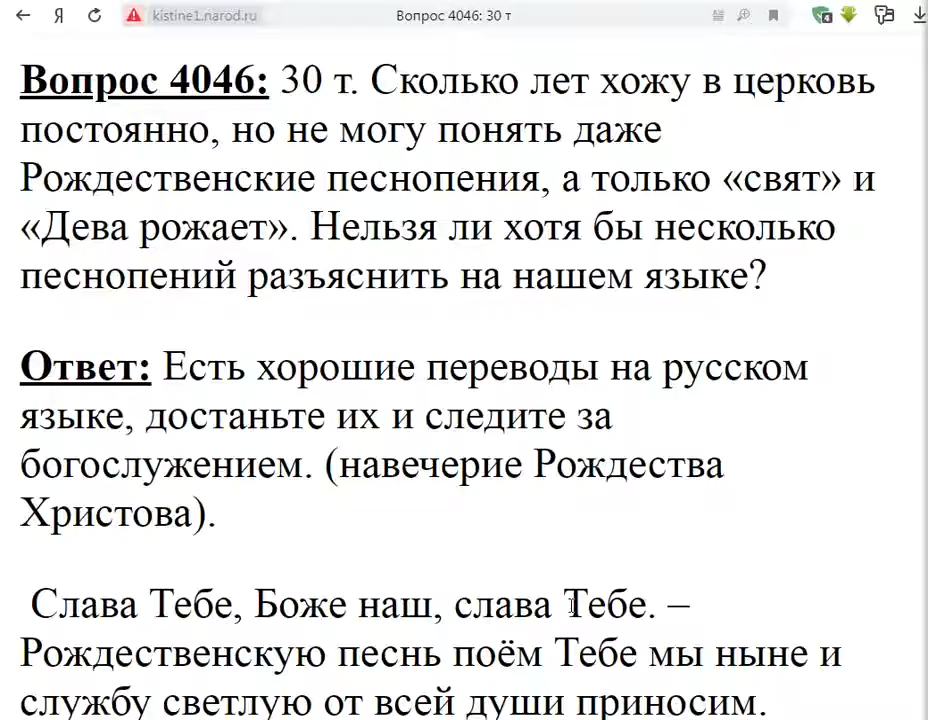 kistine1.narod.ru
Вопрос 4046: 30 т
Вопрос 4046: 30 т. Сколько лет хожу в церковь
постоянно, но не могу понять даже
Рождественские песнопения, а только «свят» и
«Дева рожает». Нельзя ли хотя бы несколько
песнопений разъяснить на нашем языке?
Ответ: Есть хорошие переводы на русском
языке, достаньте их и следите за
богослужением. (навечерие Рождества
Христова).
Слава Тебе, Боже наш, слава Тебе. –
Рождественскую песнь поём Тебе мы ныне и
службу светлую от всей души приносим.